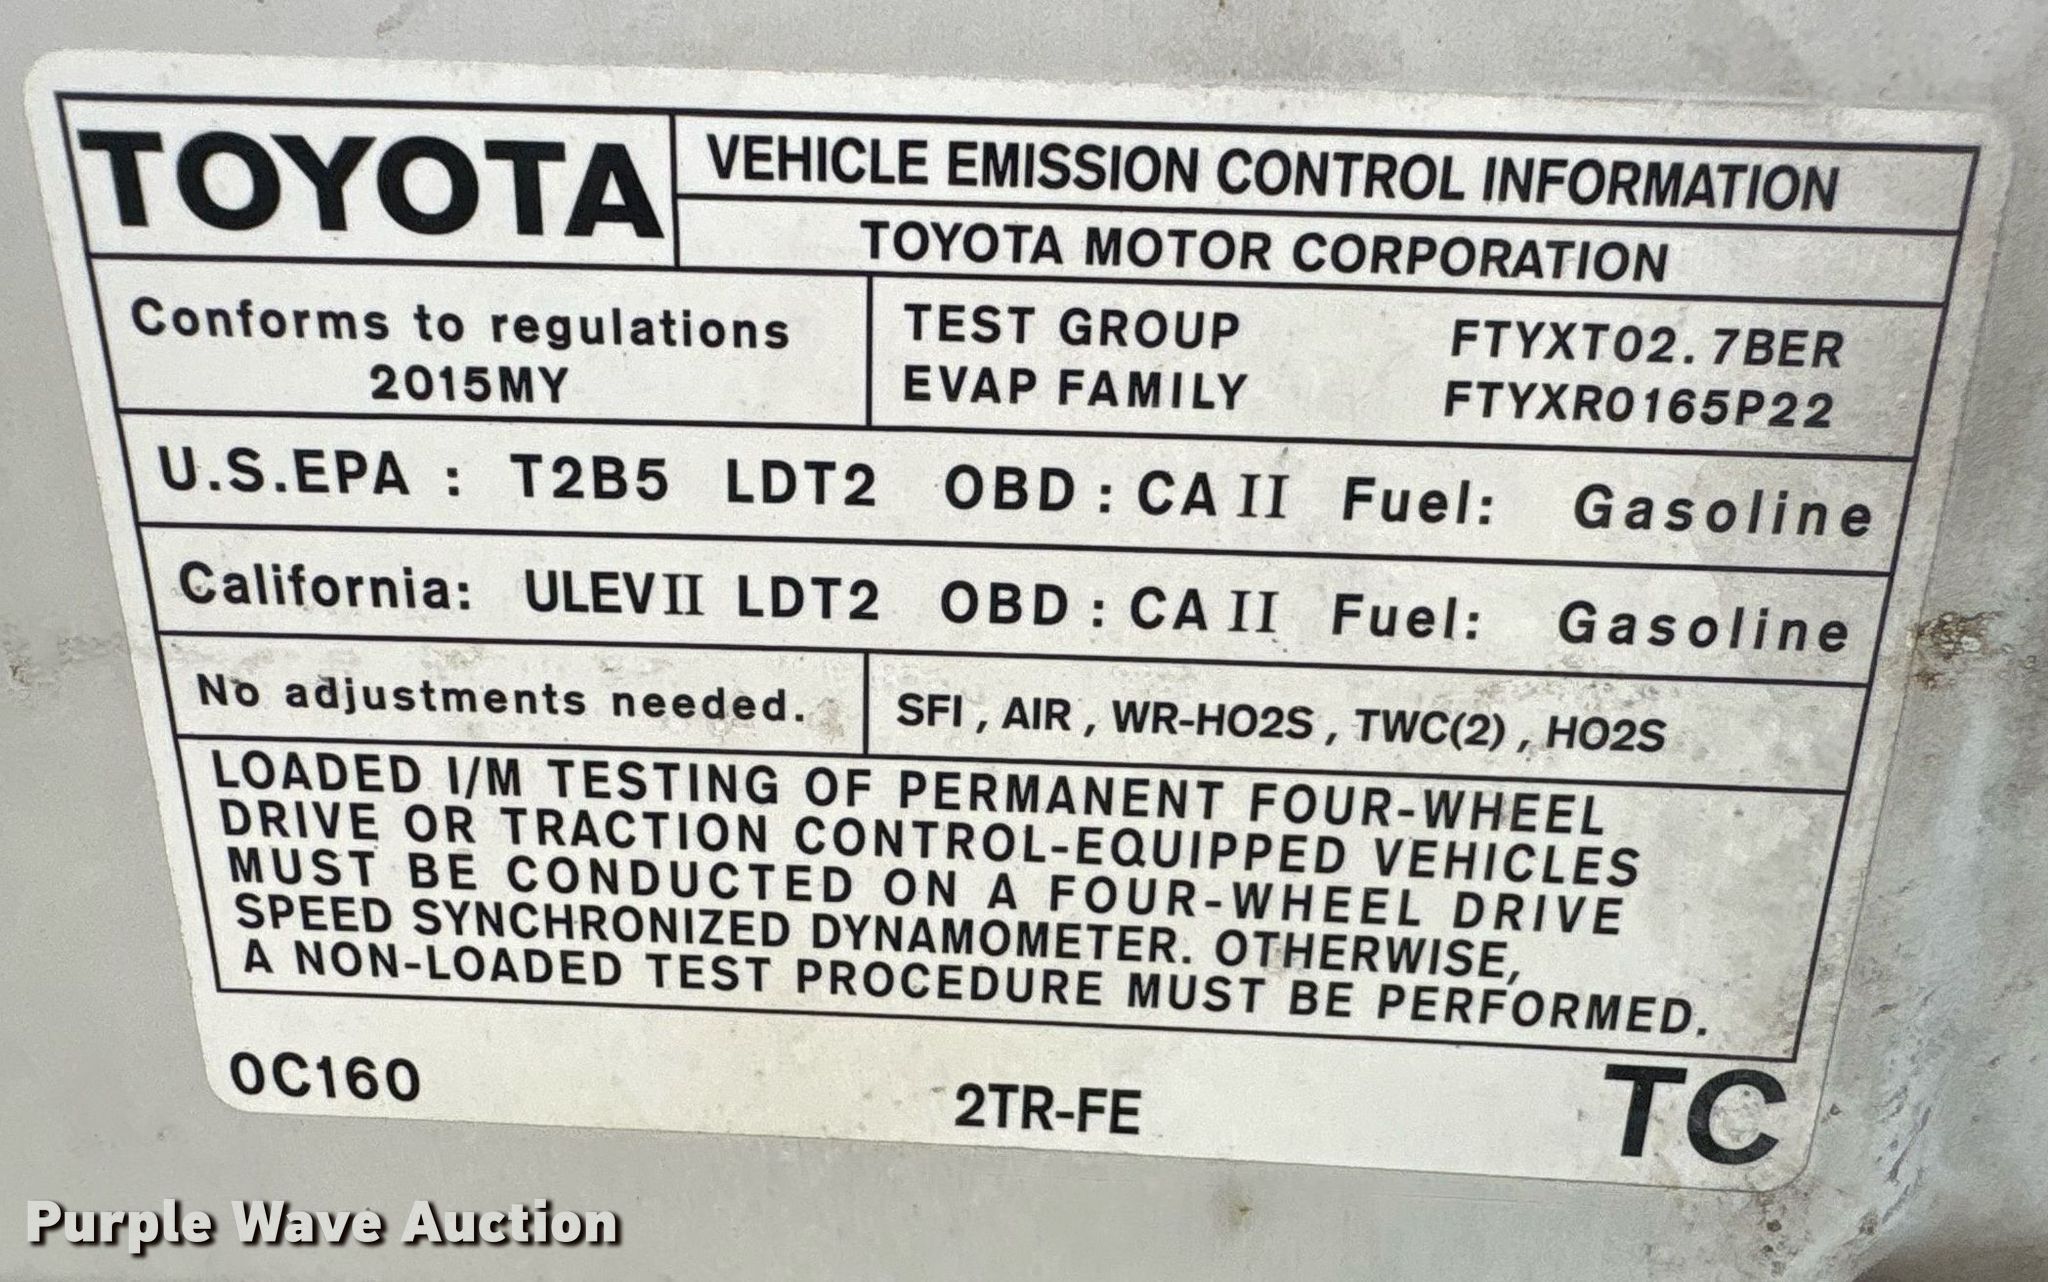 TOYOTA
VEHICLE EMISSION CONTROL INFORMATION
TOYOTA MOTOR CORPORATION
Conforms to regulations
2015MY
TEST GROUP FTYXT02.7BER
EVAP FAMILY FTYXR0165P22
U.S.EPA : T2B5 LDT2 OBD : CA II Fuel: Gasoline
California: ULEV II LDT2 OBD : CA II Fuel: Gasoline
No adjustments needed.
SFI , AIR , WR-HO2S , TWC(2) , HO2S
LOADED I/M TESTING OF PERMANENT FOUR-WHEEL
DRIVE OR TRACTION CONTROL-EQUIPPED VEHICLES
MUST BE CONDUCTED ON A FOUR-WHEEL DRIVE
SPEED SYNCHRONIZED DYNAMOMETER. OTHERWISE,
A NON-LOADED TEST PROCEDURE MUST BE PERFORMED.
0C160
2TR-FE
TC
Purple Wave Auction